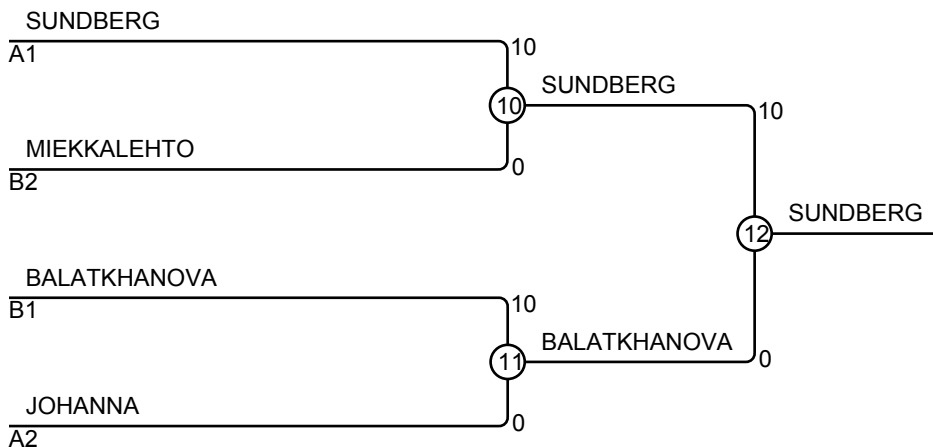 SUNDBERG
A1
10
10
SUNDBERG
10
MIEKKALEHTO
B2
0
12
SUNDBERG
BALATKHANOVA
B1
10
11
BALATKHANOVA
0
JOHANNA
A2
0